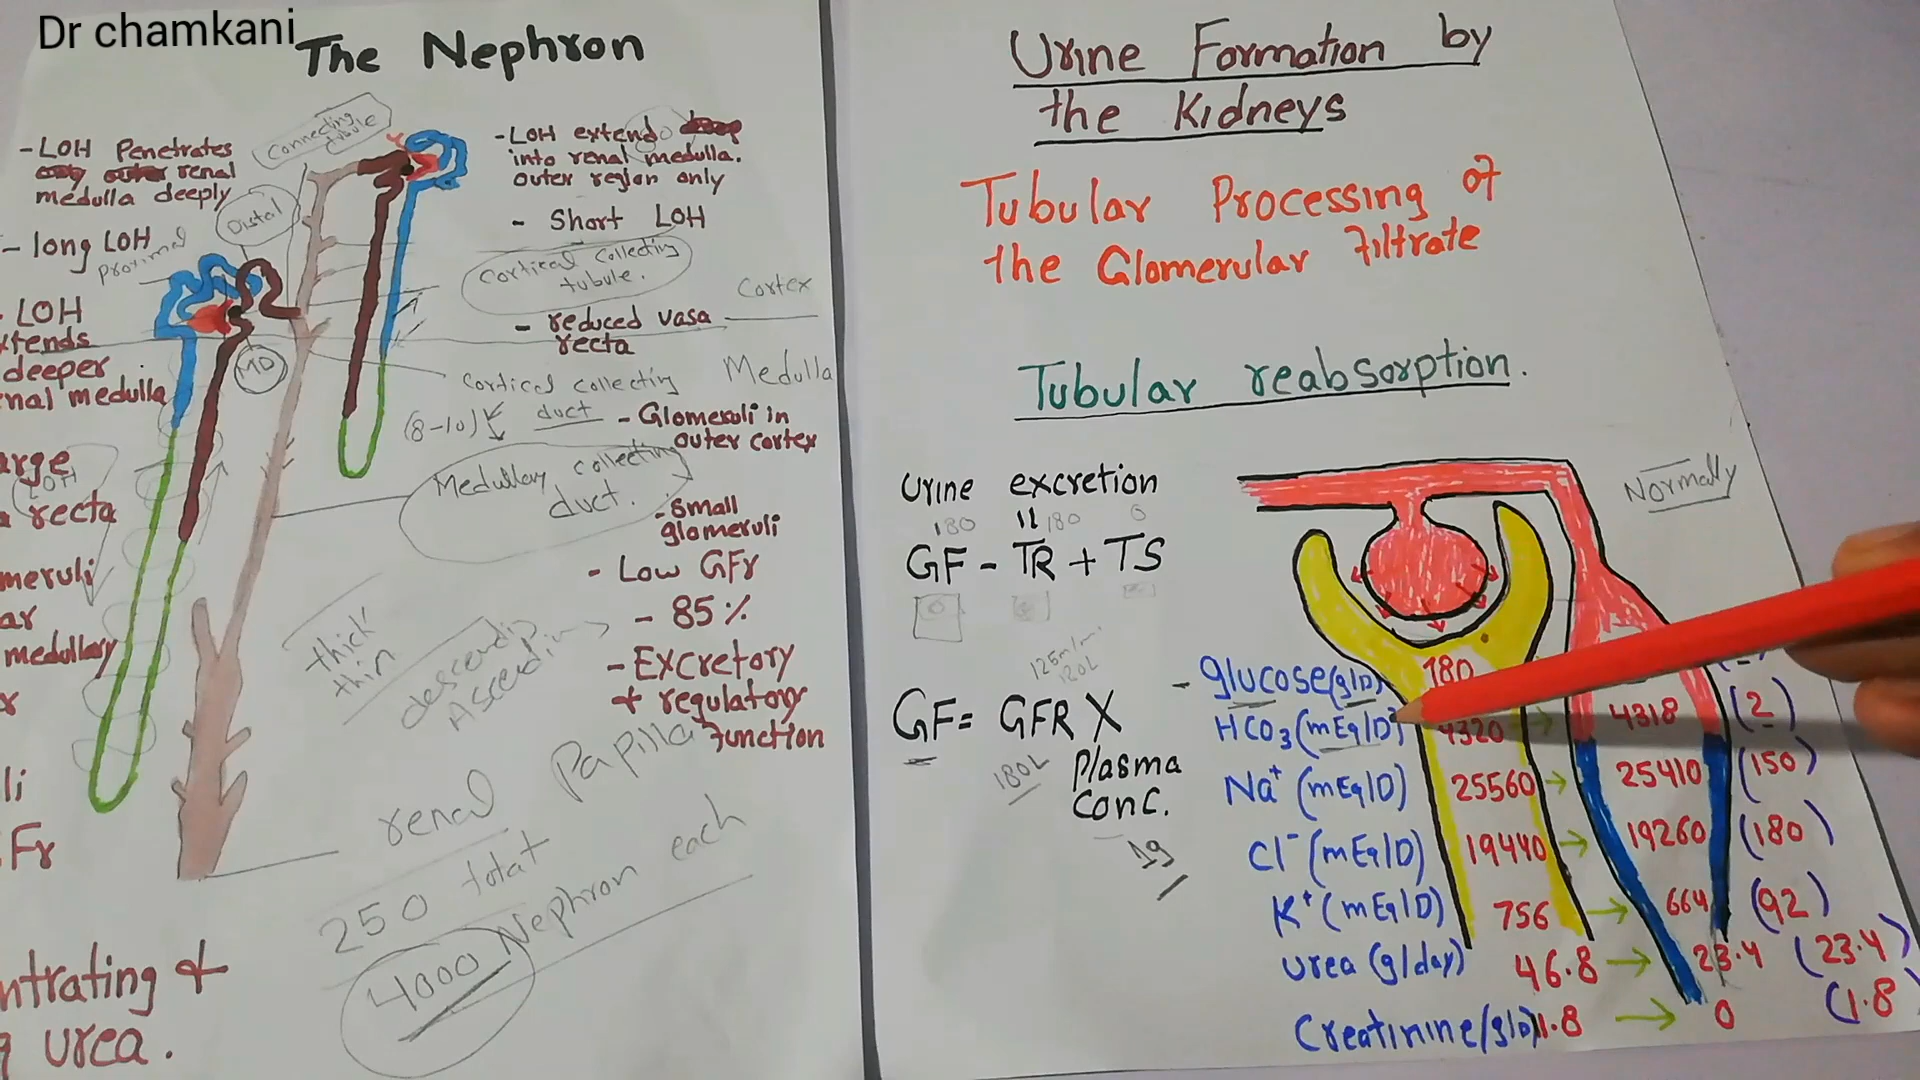 Dr chamkani
The Nephron
- LOH Penetrates
renal
medulla deeply
- long LOH
Proximal
Distal
Connecting
tubule
LOH
deeper
medulla
LOH
recta
medullary
urea.
MD
- LOH extend
into renal medulla.
outer region only
- Short LOH
Cortical Collecting
tubule.
Cortex
- reduced vasa
recta
Cortical collecting
duct
Medulla
(8-10)
- Glomeruli in
outer cortex
Medullary collecting
duct.
- Small
glomeruli
- Low GFr
- 85%
- Excretory
+ regulatory
Function
thick
thin
renal Papilla
250 total
4000 Nephron each
Urine Formation by
the Kidneys
Tubular Processing of
the Glomerular Filtrate
Tubular reabsorption.
Normally
Urine excretion
180 180 0
GF - TR + TS
GF = GFR X
180L
Plasma
Conc.
- glucose(g/D) 180
HCO3(mEq/D) 4320 4318 (2)
Na+ (mEq/D) 25560 → 25410 (150)
Cl- (mEq/D) 19440 → 19260 (180)
K+ (mEq/D) 756 → 664 (92)
urea (g/day) 46.8 → 23.4 (23.4)
Creatinine/g/D) 1.8 → 0 (1.8